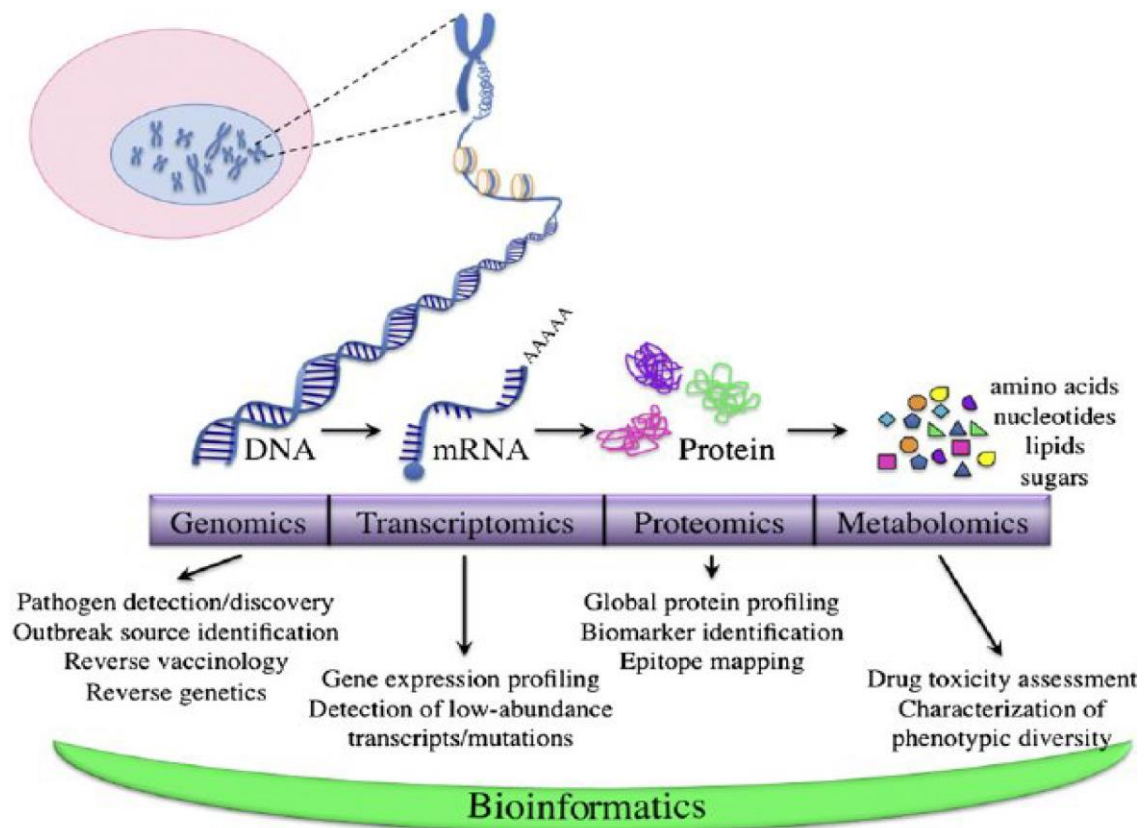 AAAAA
amino acids
nucleotides
lipids
sugars
DNA
mRNA
Protein
Genomics
Transcriptomics
Proteomics
Metabolomics
Pathogen detection/discovery
Outbreak source identification
Reverse vaccinology
Reverse genetics
Gene expression profiling
Detection of low-abundance
transcripts/mutations
Global protein profiling
Biomarker identification
Epitope mapping
Drug toxicity assessment
Characterization of
phenotypic diversity
Bioinformatics